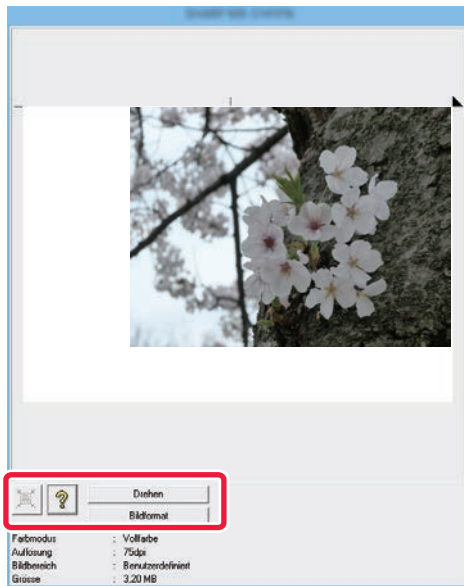 ?
Drehen
Bildformat
Farbmodus : Vollfarbe
Auflösung : 75dpi
Bildbereich : Benutzerdefiniert
Grösse : 3.20 MB